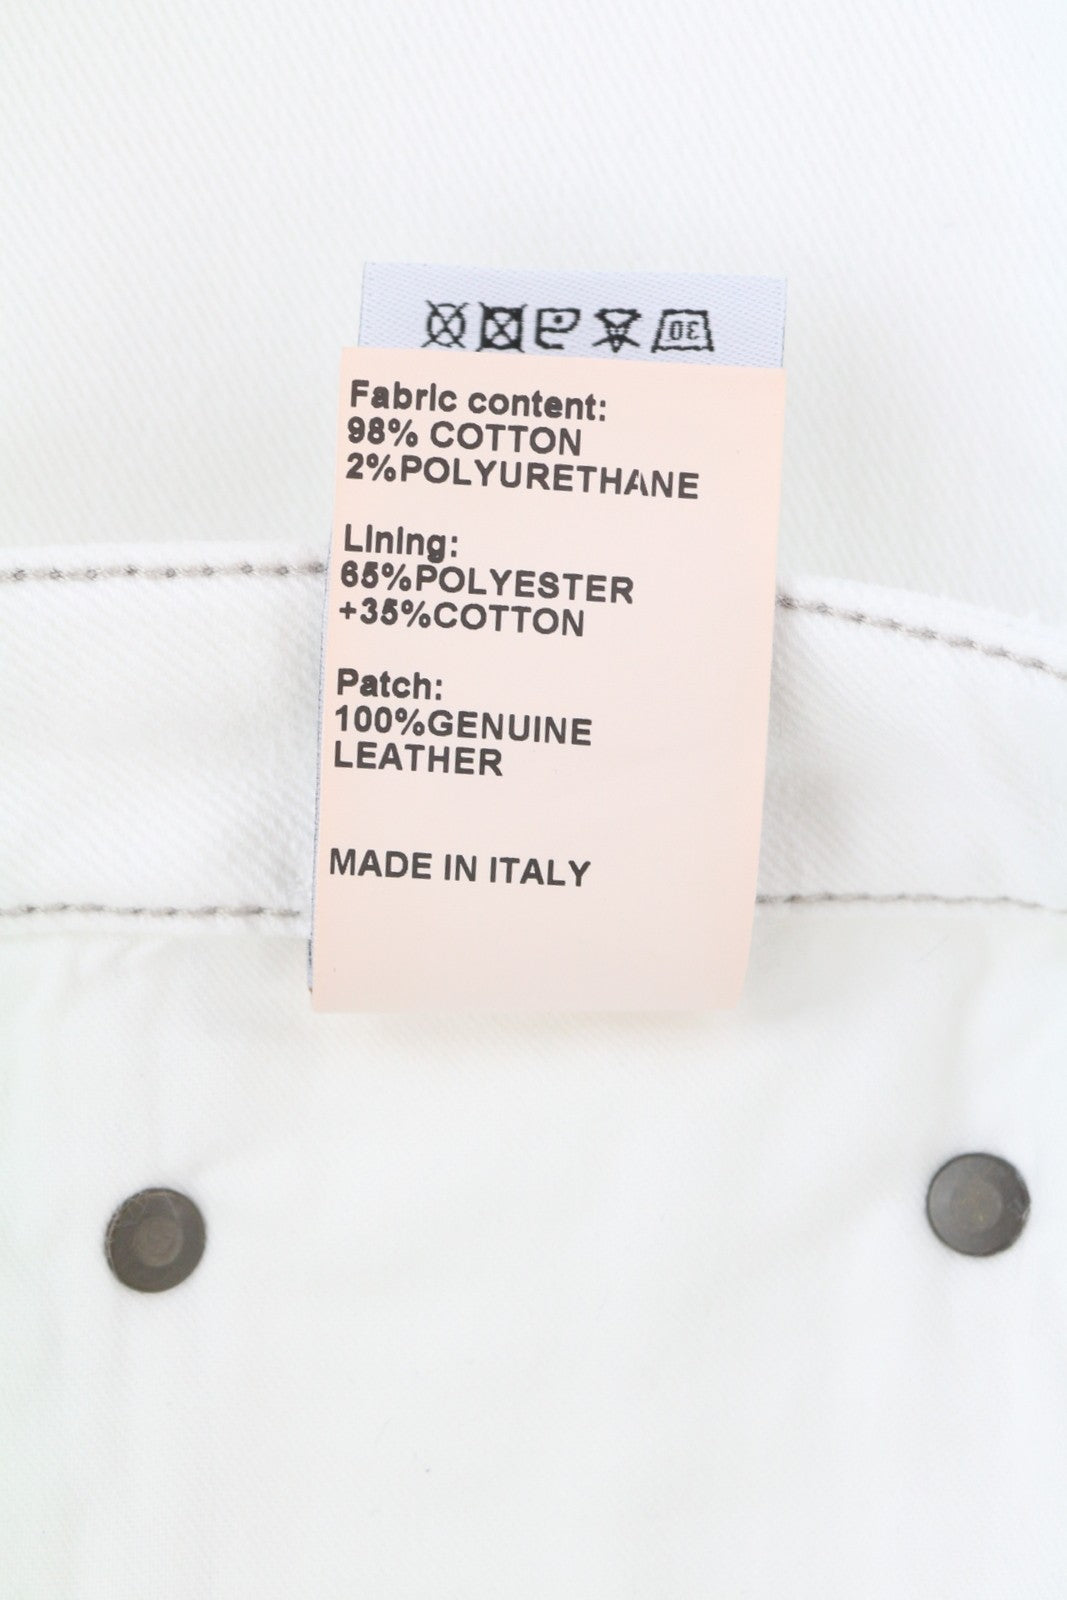 30
Fabric content:
98% COTTON
2%POLYURETHANE
Lining:
65%POLYESTER
+35%COTTON
Patch:
100%GENUINE
LEATHER
MADE IN ITALY